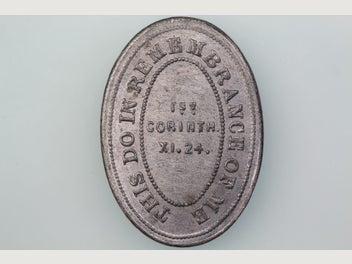 THIS DO IN REMEMBRANCE OF ME
1ST
CORINTH.
XI. 24.